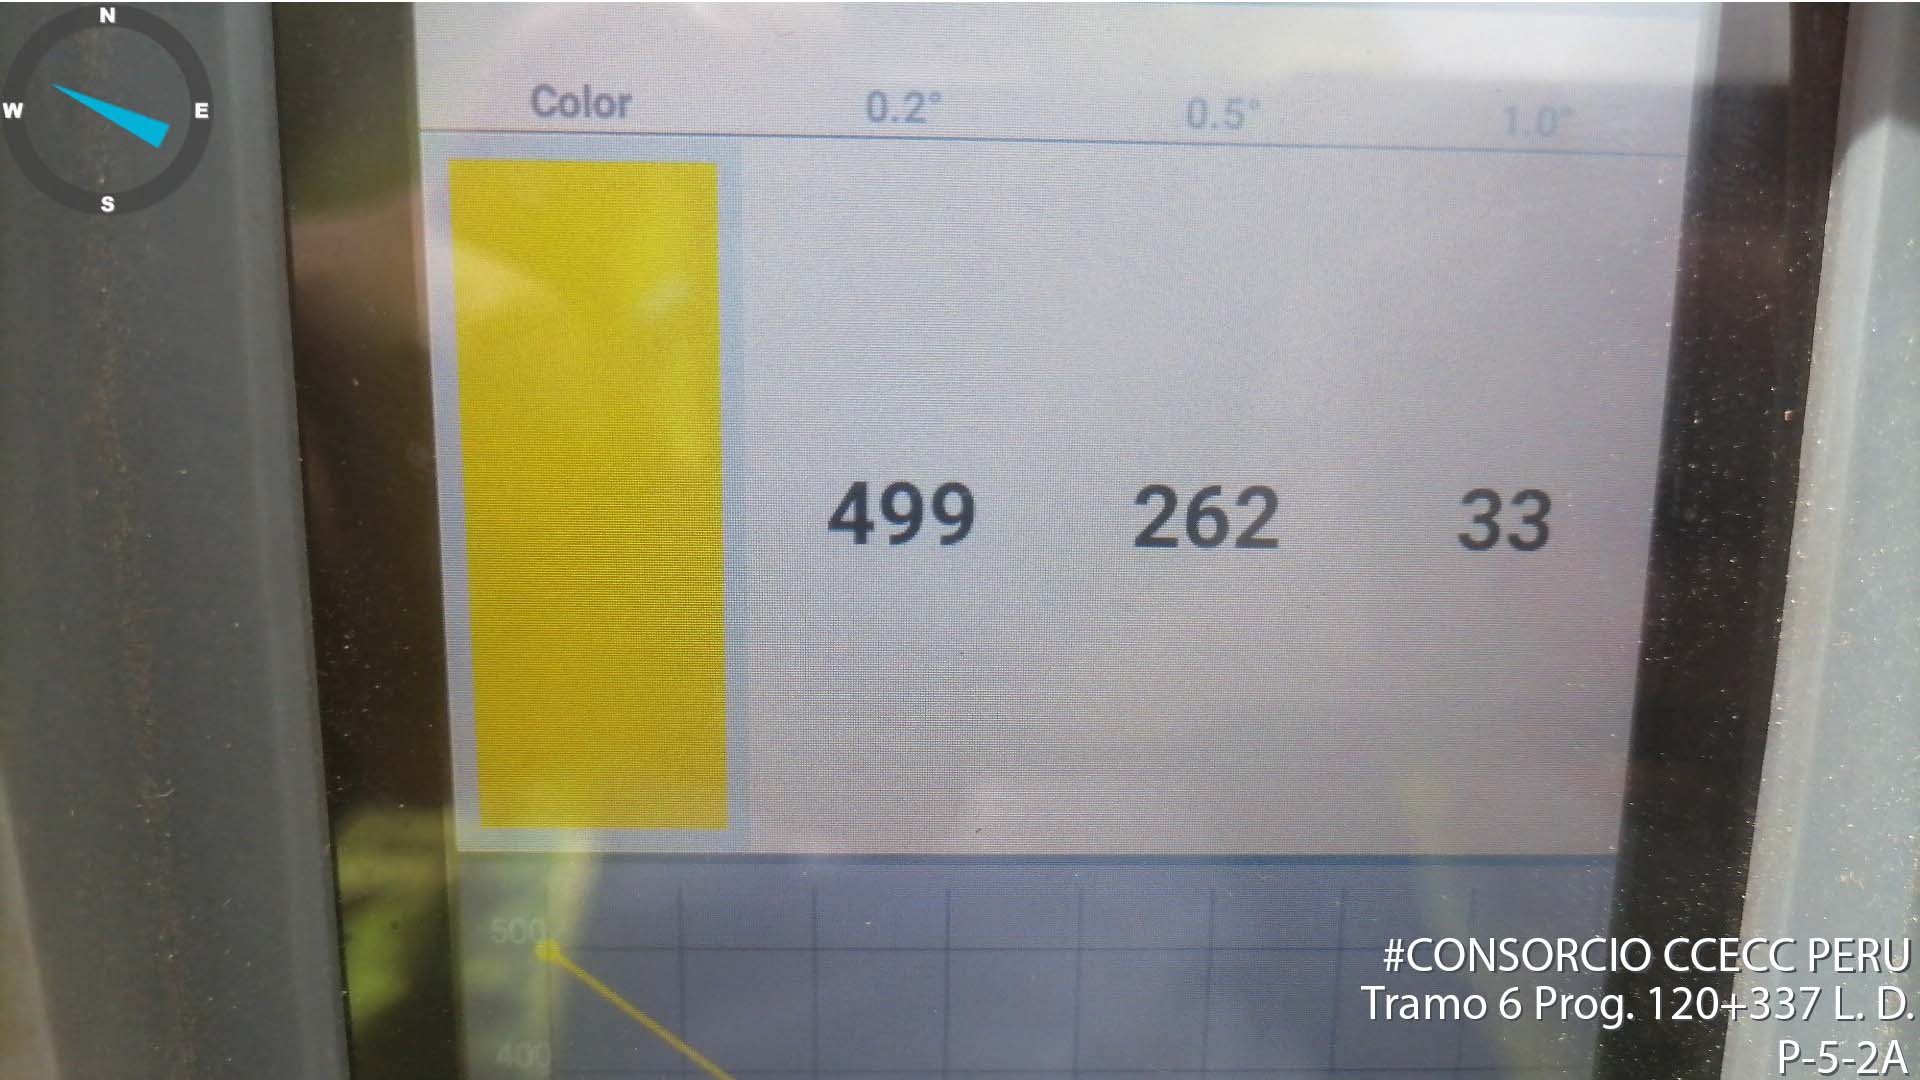 N
W E
S
Color 0.2° 0.5° 1.0°
499 262 33
500
400
#CONSORCIO CCECC PERU
Tramo 6 Prog. 120+337 L. D.
P-5-2A